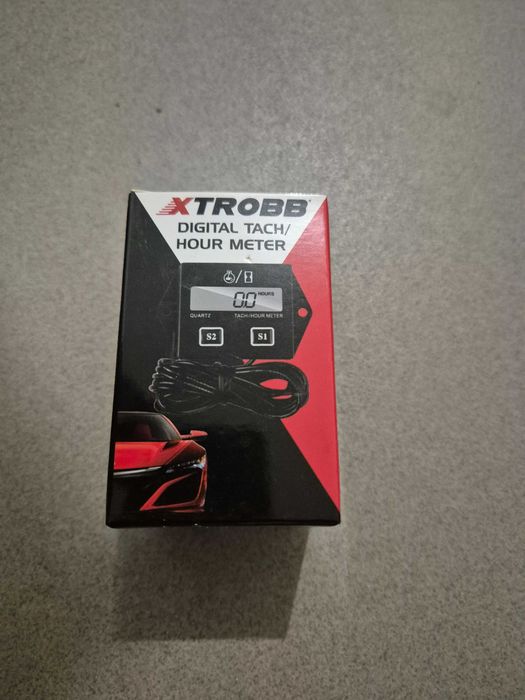 XTROBB
DIGITAL TACH/
HOUR METER
00 HOURS
QUARTZ TACH/HOUR METER
S2 S1